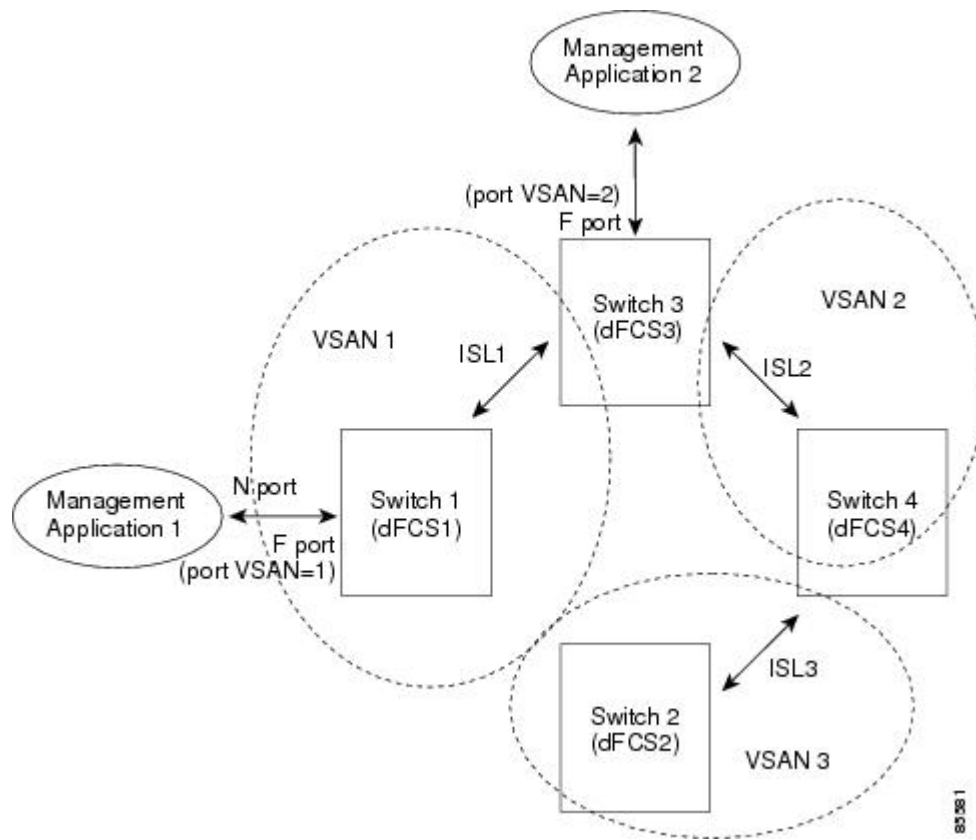 Management
Application 2
(port VSAN=2)
F port
Switch 3
(dFCS3)
VSAN 2
VSAN 1
ISL1
ISL2
N port
Management
Application 1
Switch 1
(dFCS1)
Switch 4
(dFCS4)
F port
(port VSAN=1)
ISL3
Switch 2
(dFCS2)
VSAN 3
85581